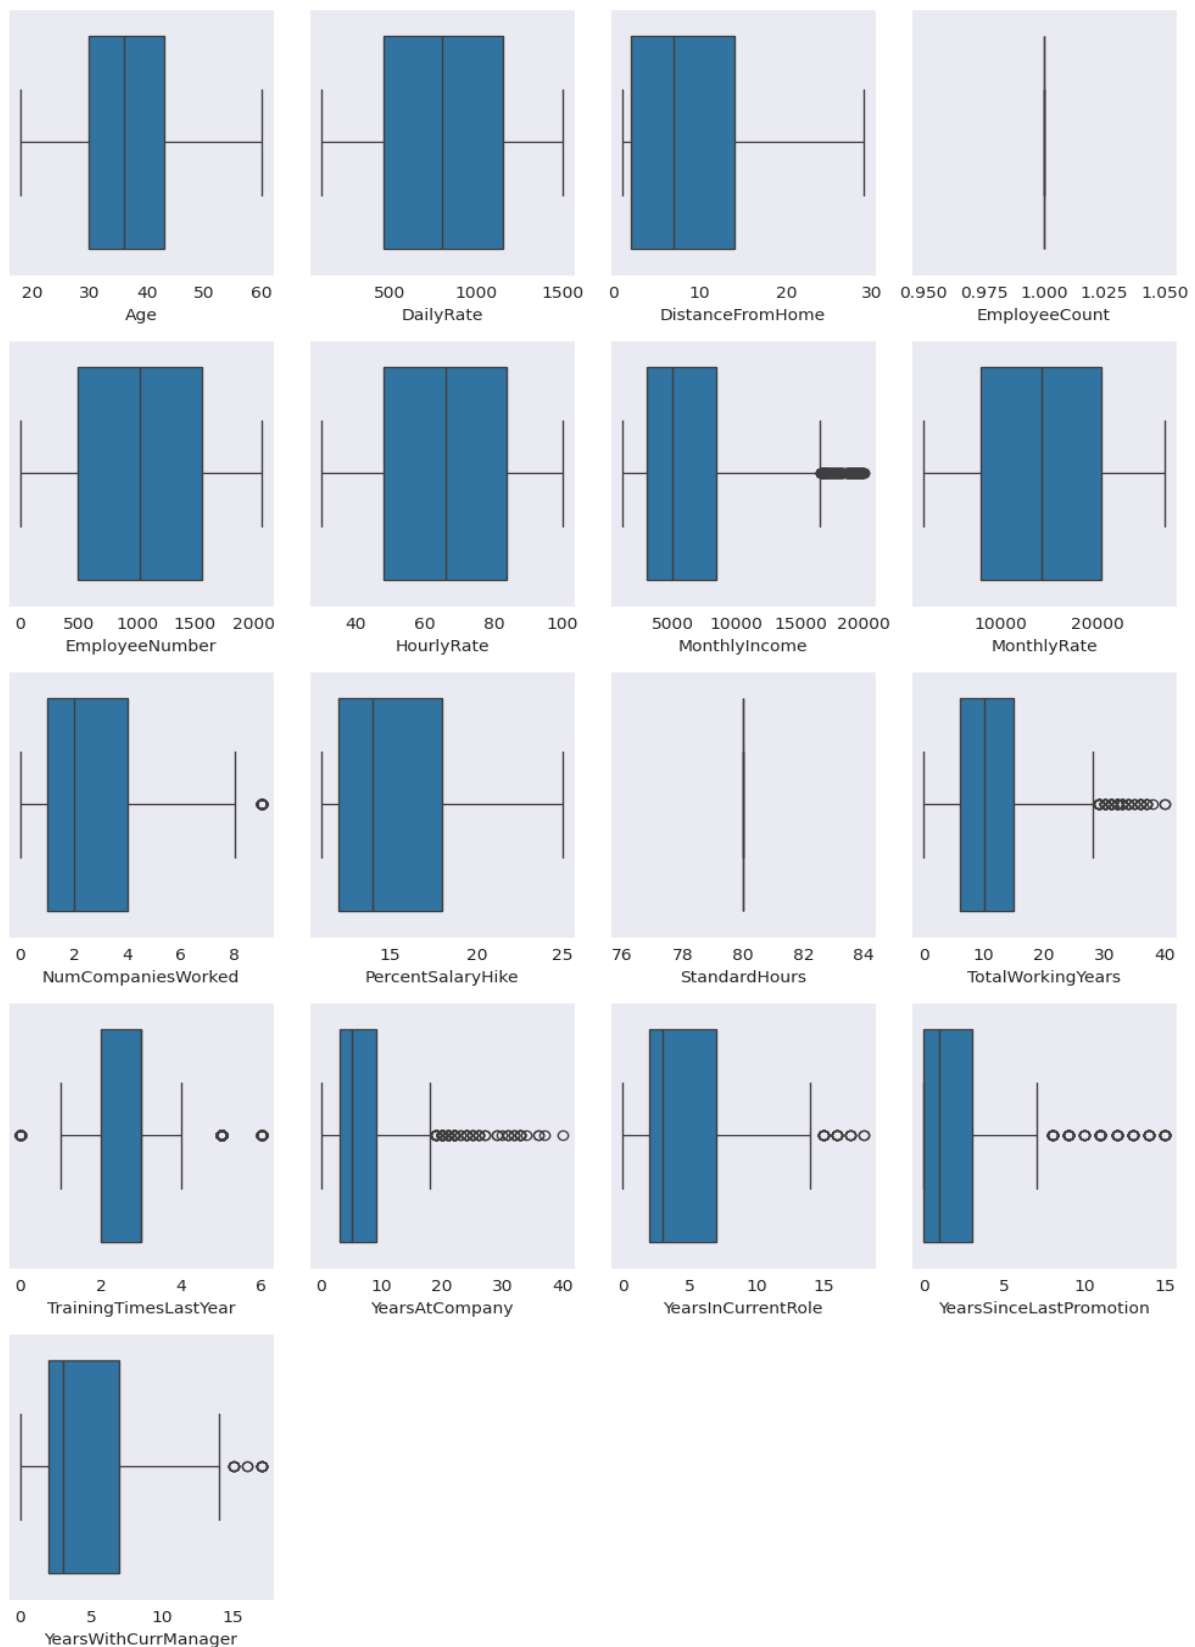 20 30 40 50 60
Age
500 1000 1500
DailyRate
0 10 20 30
DistanceFromHome
0.950 0.975 1.000 1.025 1.050
EmployeeCount
0 500 1000 1500 2000
EmployeeNumber
40 60 80 100
HourlyRate
5000 10000 15000 20000
MonthlyIncome
10000 20000
MonthlyRate
0 2 4 6 8
NumCompaniesWorked
15 20 25
PercentSalaryHike
76 78 80 82 84
StandardHours
0 10 20 30 40
TotalWorkingYears
0 2 4 6
TrainingTimesLastYear
0 10 20 30 40
YearsAtCompany
0 5 10 15
YearsInCurrentRole
0 5 10 15
YearsSinceLastPromotion
0 5 10 15
YearsWithCurrManager